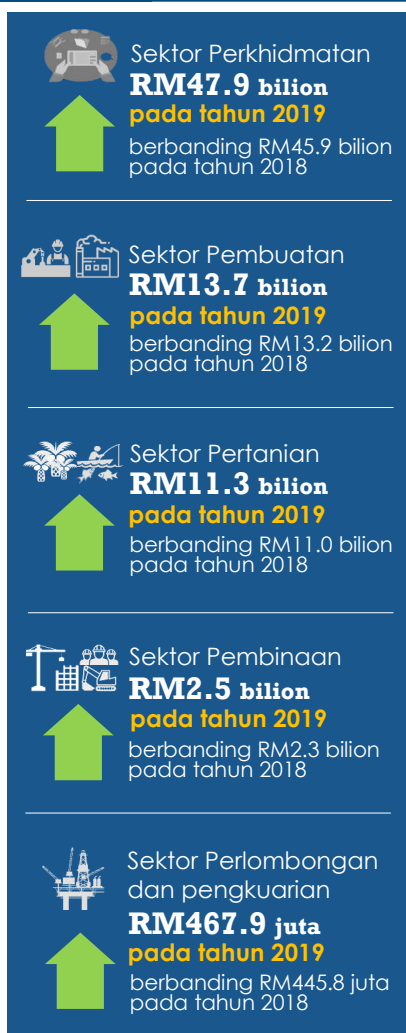 Sektor Perkhidmatan
RM47.9 bilion
pada tahun 2019
berbanding RM45.9 bilion
pada tahun 2018
Sektor Pembuatan
RM13.7 bilion
pada tahun 2019
berbanding RM13.2 bilion
pada tahun 2018
Sektor Pertanian
RM11.3 bilion
pada tahun 2019
berbanding RM11.0 bilion
pada tahun 2018
Sektor Pembinaan
RM2.5 bilion
pada tahun 2019
berbanding RM2.3 bilion
pada tahun 2018
Sektor Perlombongan
dan pengkuarian
RM467.9 juta
pada tahun 2019
berbanding RM445.8 juta
pada tahun 2018